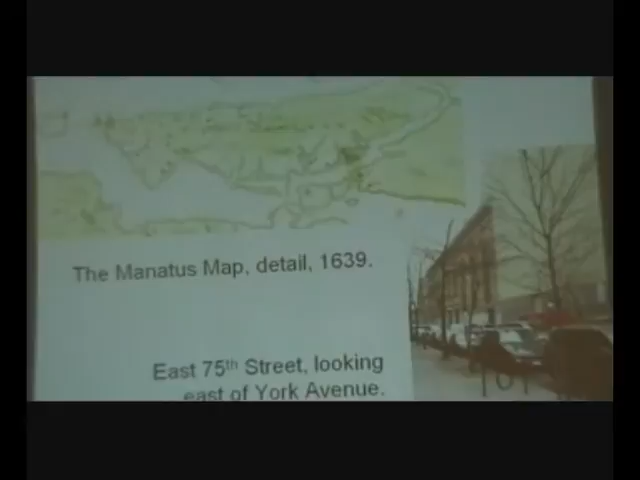 The Manatus Map, detail, 1639.
East 75th Street, looking
east of York Avenue.